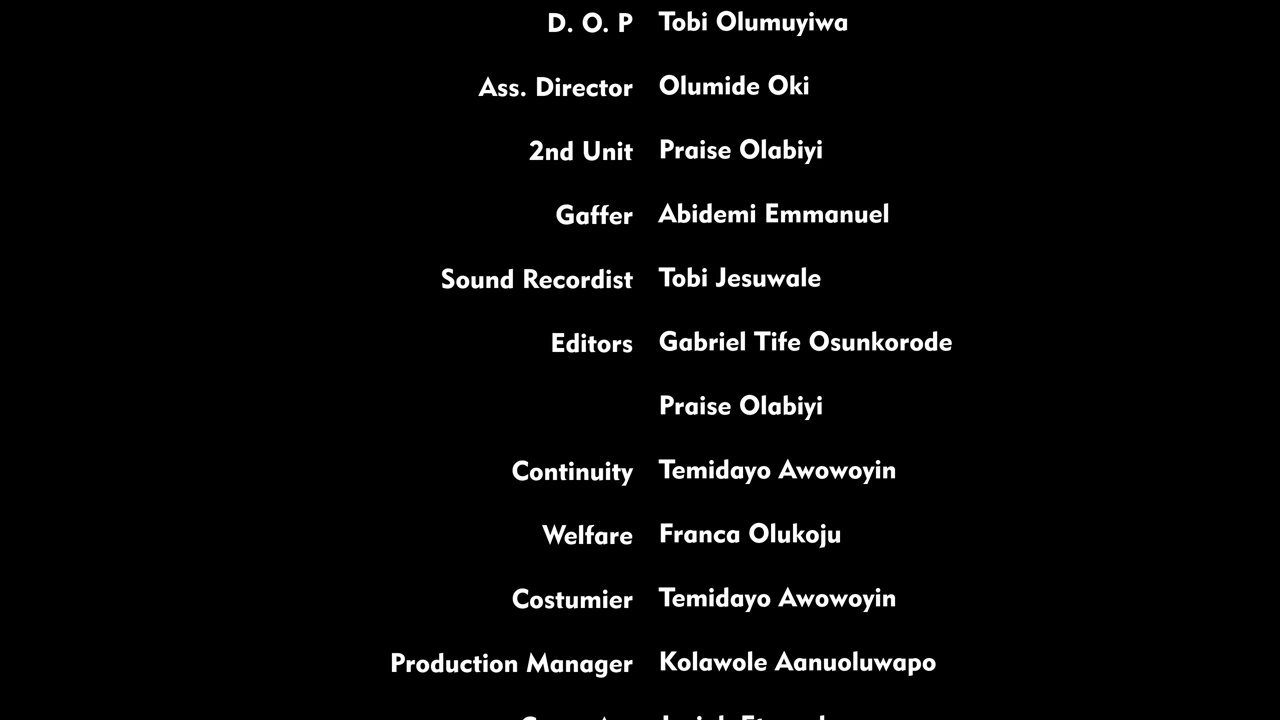 D. O. P Tobi Olumuyiwa
Ass. Director Olumide Oki
2nd Unit Praise Olabiyi
Gaffer Abidemi Emmanuel
Sound Recordist Tobi Jesuwale
Editors Gabriel Tife Osunkorode
Praise Olabiyi
Continuity Temidayo Awowoyin
Welfare Franca Olukoju
Costumier Temidayo Awowoyin
Production Manager Kolawole Aanuoluwapo